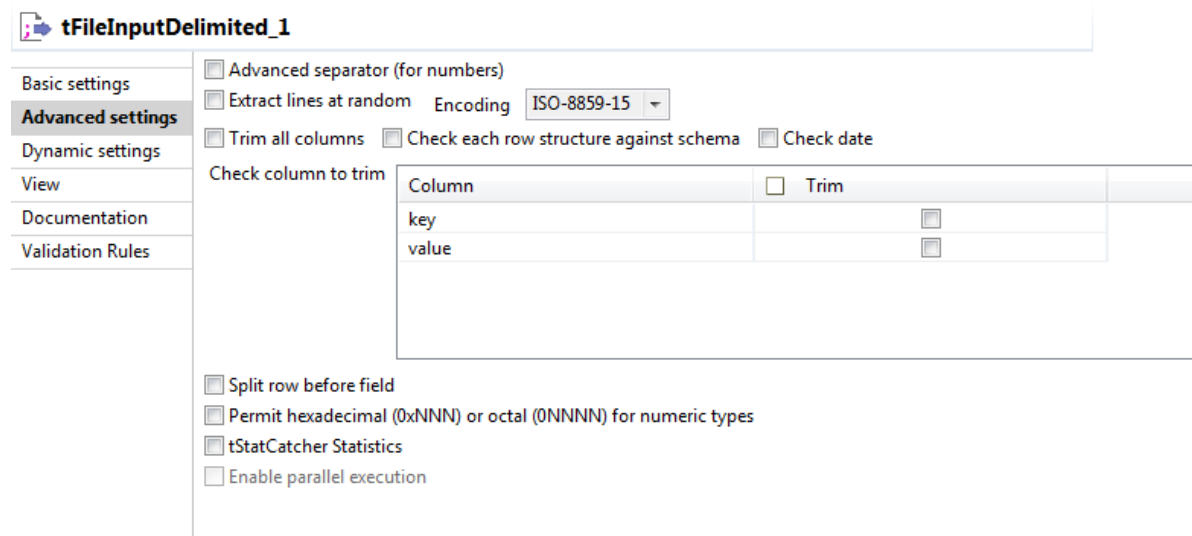 tFileInputDelimited_1
Basic settings
Advanced settings
Dynamic settings
View
Documentation
Validation Rules
Advanced separator (for numbers)
Extract lines at random Encoding ISO-8859-15
Trim all columns Check each row structure against schema Check date
Check column to trim
Column Trim
key
value
Split row before field
Permit hexadecimal (0xNNN) or octal (0NNNN) for numeric types
tStatCatcher Statistics
Enable parallel execution